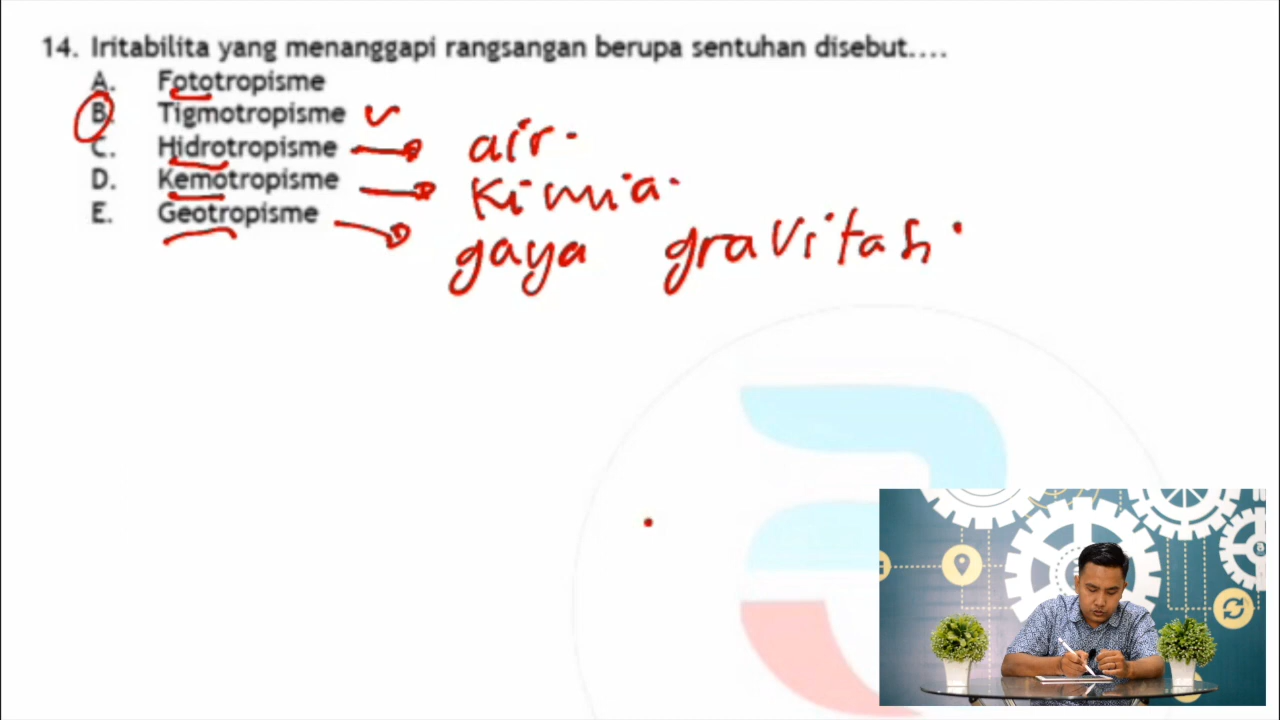 14. Iritabilita yang menanggapi rangsangan berupa sentuhan disebut....
A. Fototropisme
B. Tigmotropisme
C. Hidrotropisme air.
D. Kemotropisme Kimia.
E. Geotropisme gaya gravitasi.